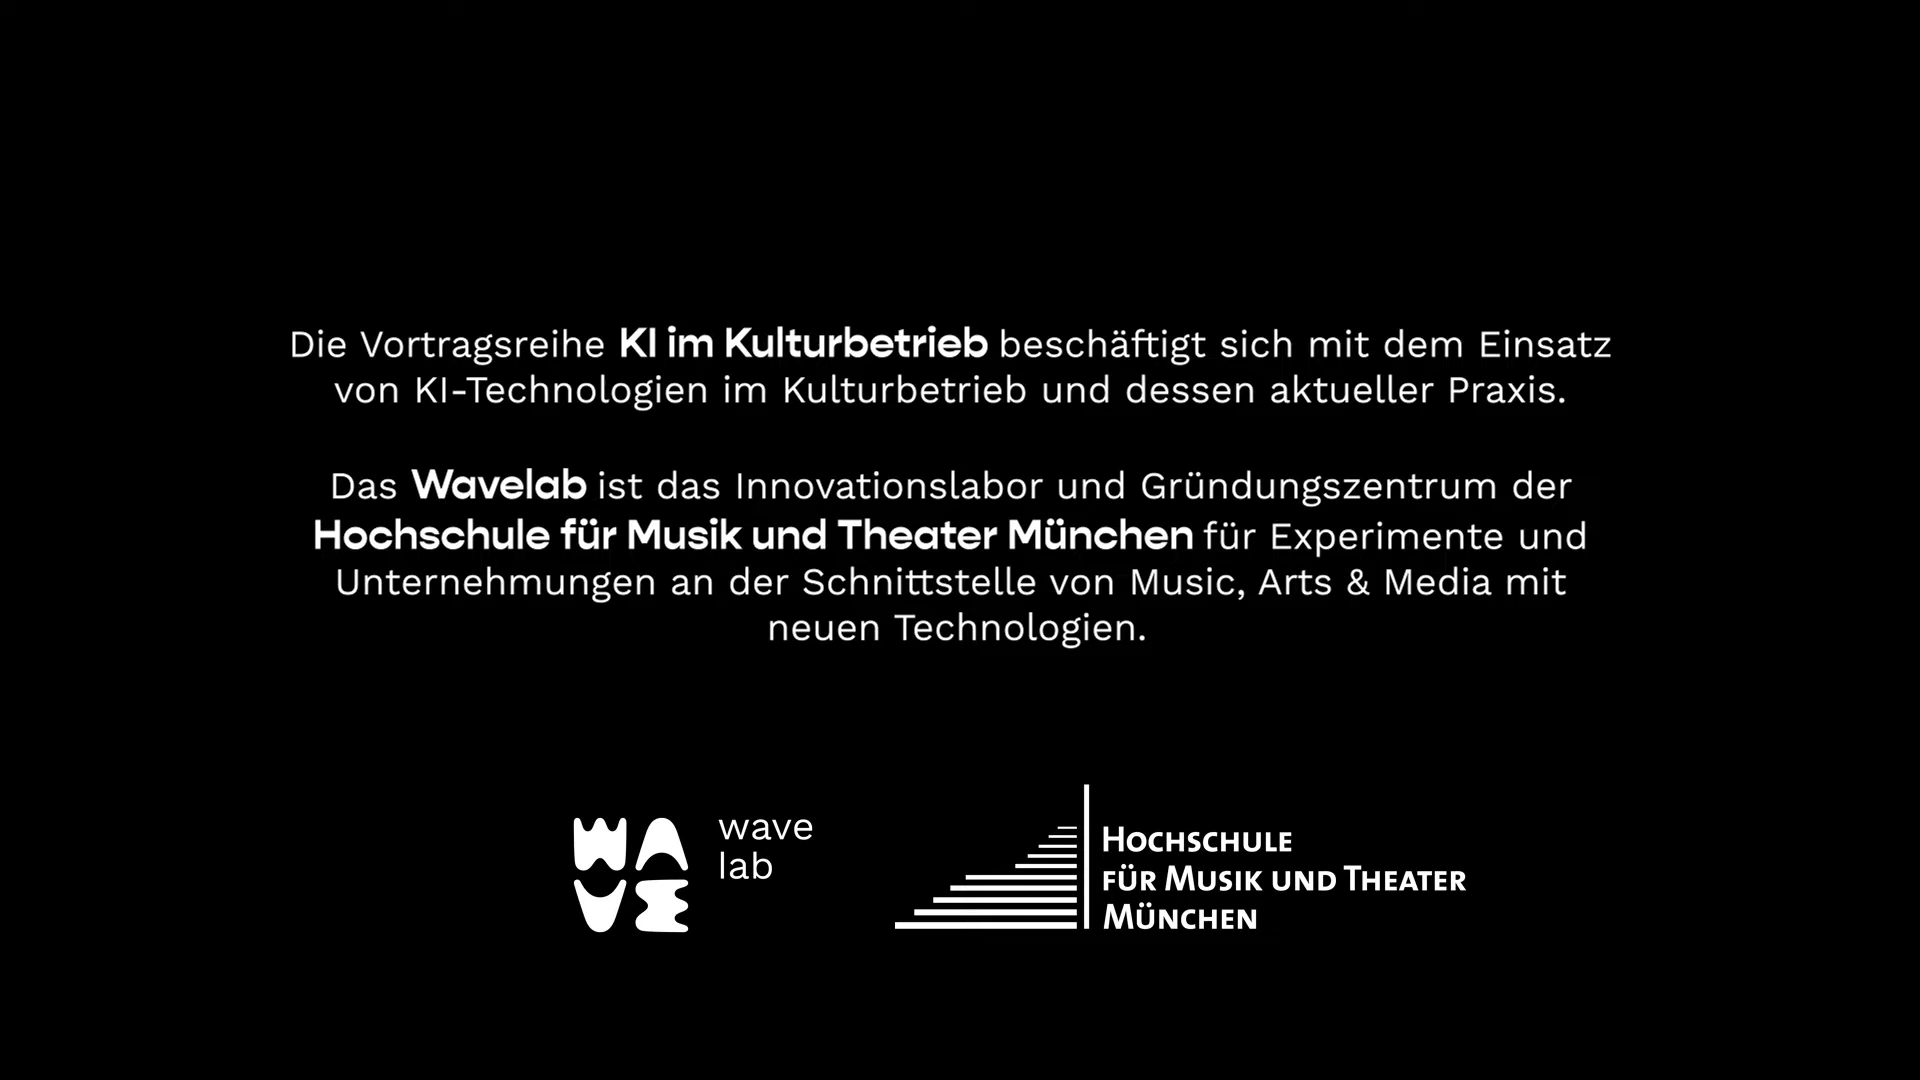 Die Vortragsreihe KI im Kulturbetrieb beschäftigt sich mit dem Einsatz
von KI-Technologien im Kulturbetrieb und dessen aktueller Praxis.
Das Wavelab ist das Innovationslabor und Gründungszentrum der
Hochschule für Musik und Theater München für Experimente und
Unternehmungen an der Schnittstelle von Music, Arts & Media mit
neuen Technologien.
WA
VE
wave
lab
Hochschule
für Musik und Theater
München